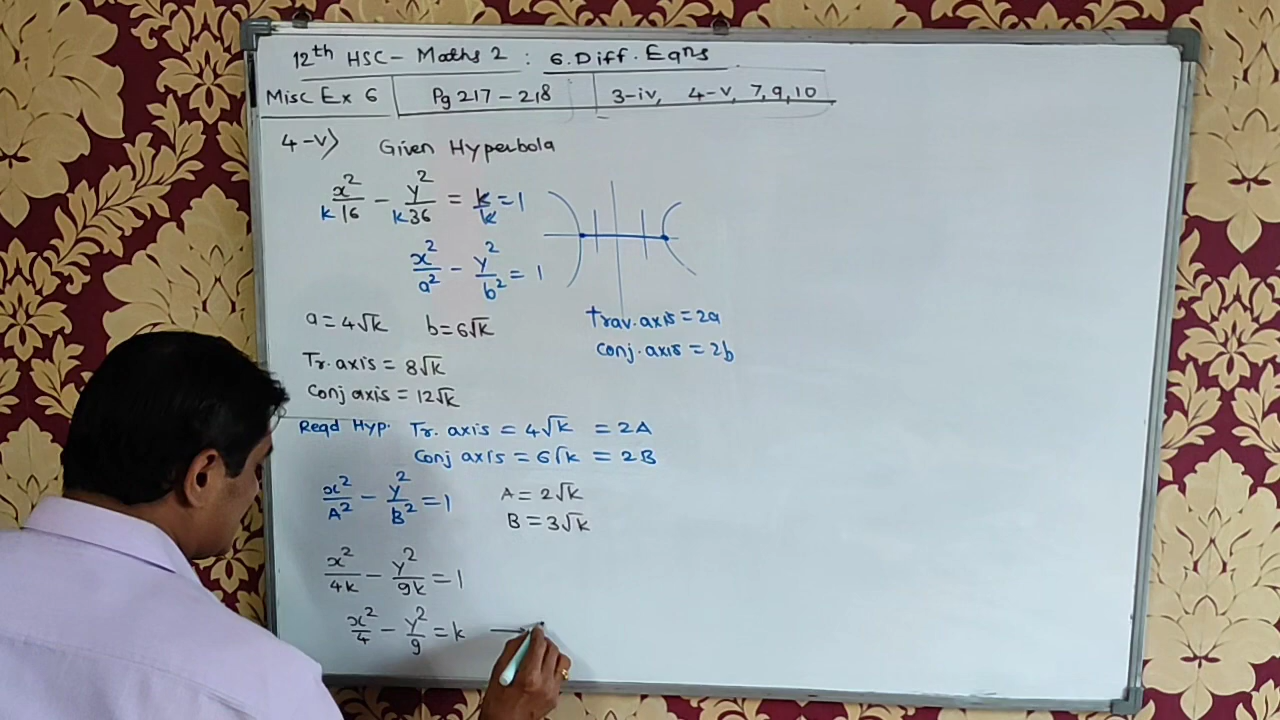 12th HSC - Maths 2 : 6. Diff. Eqns
Misc Ex 6 Pg 217 - 218 3-iv, 4-v, 7, 9, 10
4-v) Given Hyperbola
x²/k16 - y²/k36 = k/k = 1
x²/a² - y²/b² = 1
a = 4√k b = 6√k
Trav. axis = 2a
Conj. axis = 2b
Tr. axis = 8√k
Conj axis = 12√k
Reqd Hyp. Tr. axis = 4√k = 2A
Conj axis = 6√k = 2B
x²/A² - y²/B² = 1
A = 2√k
B = 3√k
x²/4k - y²/9k = 1
x²/4 - y²/9 = k →